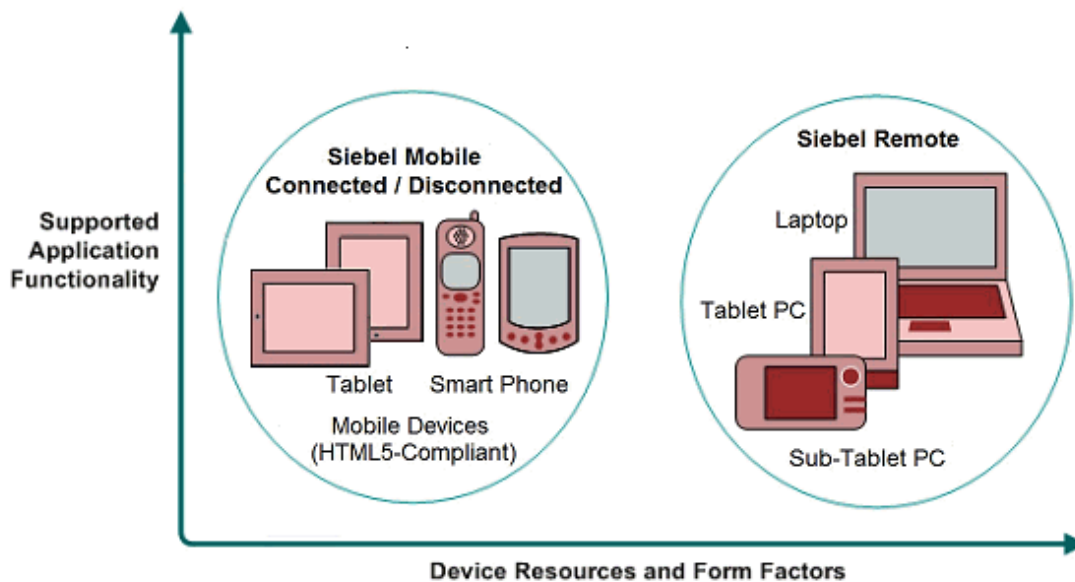 Supported
Application
Functionality
Siebel Mobile
Connected / Disconnected
Tablet
Smart Phone
Mobile Devices
(HTML5-Compliant)
Siebel Remote
Laptop
Tablet PC
Sub-Tablet PC
Device Resources and Form Factors